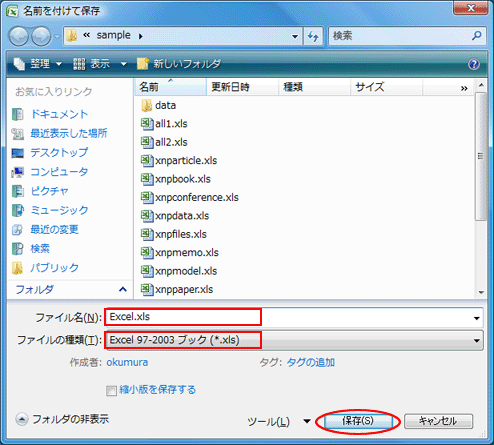 名前を付けて保存
« sample
検索
整理 表示 新しいフォルダ
お気に入りリンク
ドキュメント
最近表示した場所
デスクトップ
コンピュータ
ピクチャ
ミュージック
最近の変更
検索
パブリック
フォルダ
名前 更新日時 種類 サイズ »
data
all1.xls
all2.xls
xnparticle.xls
xnpbook.xls
xnpconference.xls
xnpdata.xls
xnpfiles.xls
xnpmemo.xls
xnpmodel.xls
xnppaper.xls
ファイル名(N): Excel.xls
ファイルの種類(T): Excel 97-2003 ブック (*.xls)
作成者: okumura タグ: タグの追加
縮小版を保存する
フォルダの非表示 ツール(L) 保存(S) キャンセル